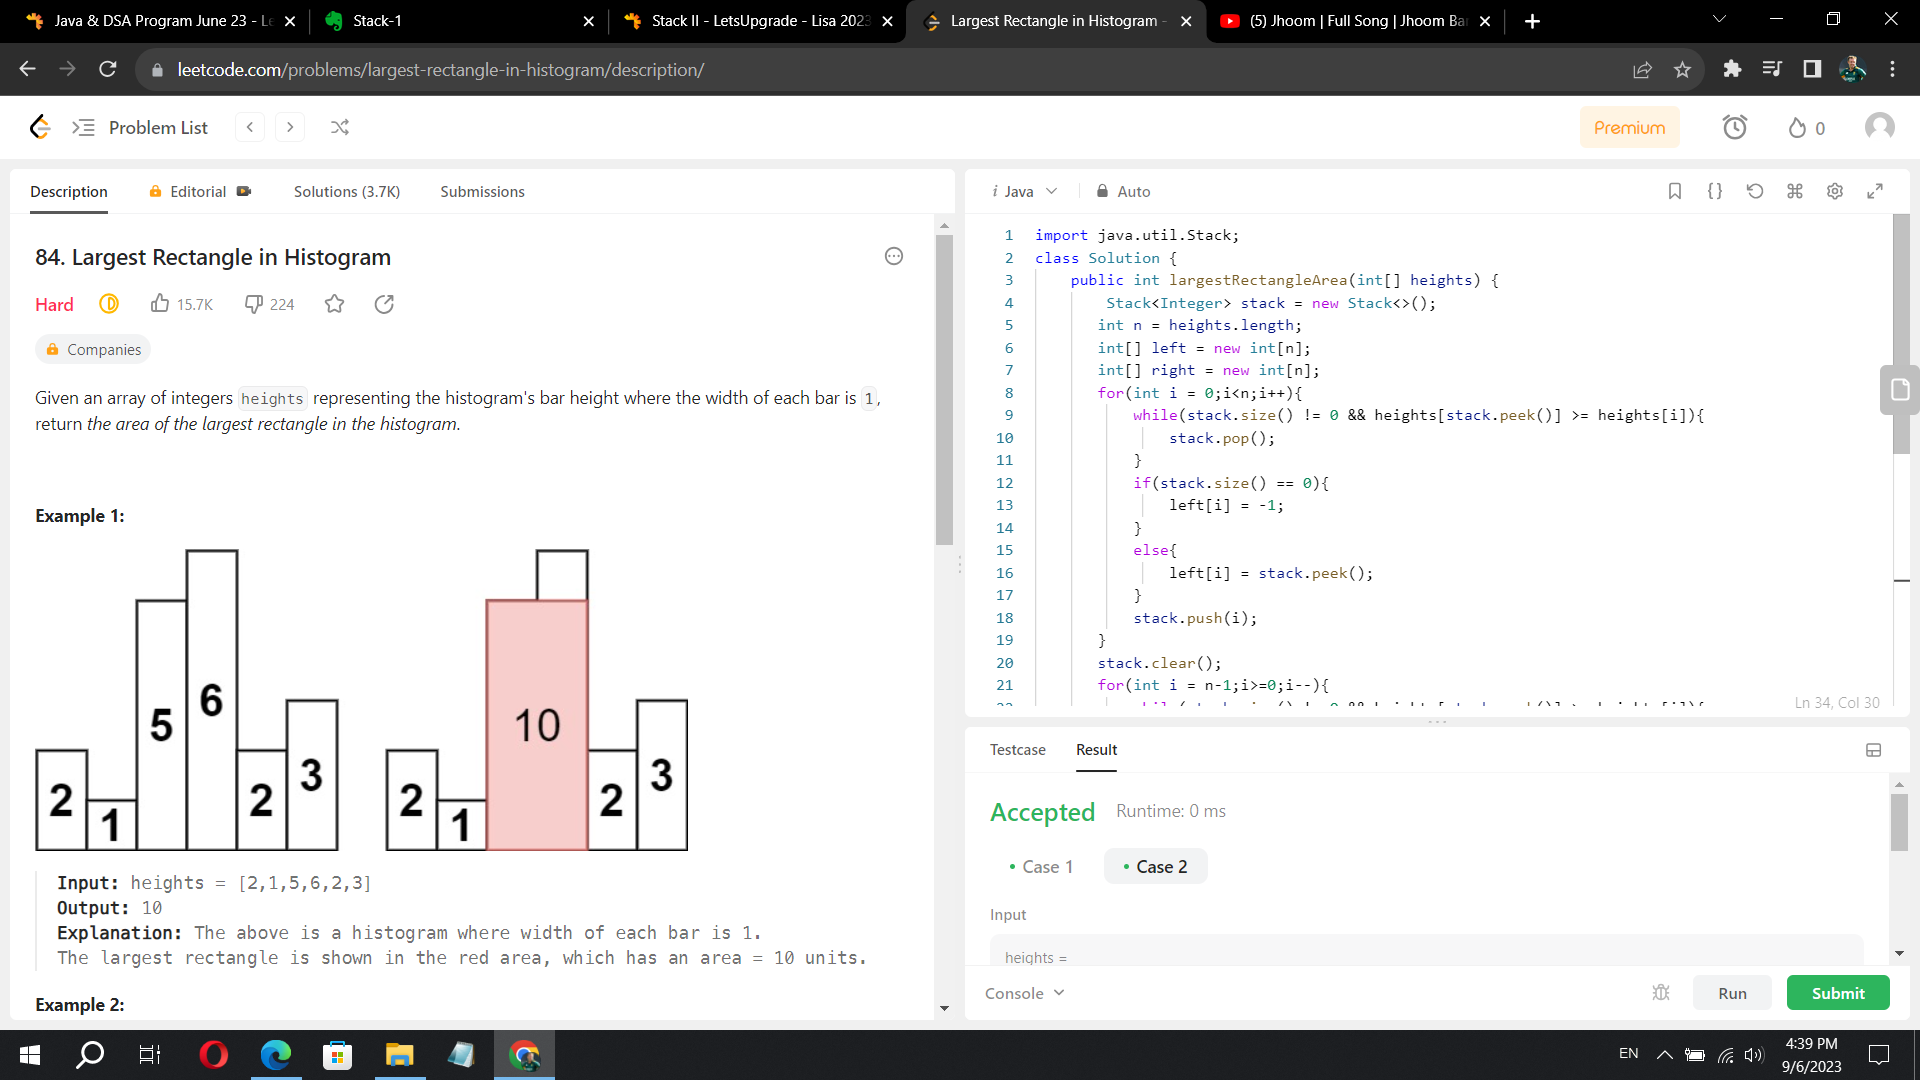 Java & DSA Program June 23 - Le
Stack-1
Stack II - LetsUpgrade - Lisa 2023
Largest Rectangle in Histogram -
(5) Jhoom | Full Song | Jhoom Bar
leetcode.com/problems/largest-rectangle-in-histogram/description/
Problem List
Premium
0
Description
Editorial
Solutions (3.7K)
Submissions
84. Largest Rectangle in Histogram
Hard
15.7K
224
Companies
Given an array of integers heights representing the histogram's bar height where the width of each bar is 1,
return the area of the largest rectangle in the histogram.
Example 1:
2 1 5 6 2 3
2 1 10 2 3
Input: heights = [2,1,5,6,2,3]
Output: 10
Explanation: The above is a histogram where width of each bar is 1.
The largest rectangle is shown in the red area, which has an area = 10 units.
Example 2:
i Java
Auto
1 import java.util.Stack;
2 class Solution {
3 public int largestRectangleArea(int[] heights) {
4 Stack<Integer> stack = new Stack<>();
5 int n = heights.length;
6 int[] left = new int[n];
7 int[] right = new int[n];
8 for(int i = 0;i<n;i++){
9 while(stack.size() != 0 && heights[stack.peek()] >= heights[i]){
10 stack.pop();
11 }
12 if(stack.size() == 0){
13 left[i] = -1;
14 }
15 else{
16 left[i] = stack.peek();
17 }
18 stack.push(i);
19 }
20 stack.clear();
21 for(int i = n-1;i>=0;i--){
Ln 34, Col 30
Testcase
Result
Accepted
Runtime: 0 ms
Case 1
Case 2
Input
heights =
Console
Run
Submit
EN
4:39 PM
9/6/2023